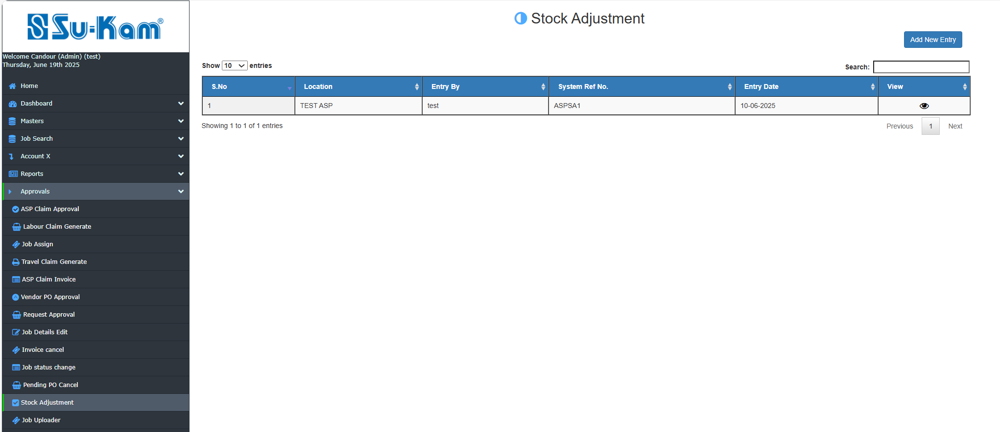 Su-Kam®
Welcome Candour (Admin) (test)
Thursday, June 19th 2025
Home
Dashboard
Masters
Job Search
Account X
Reports
Approvals
ASP Claim Approval
Labour Claim Generate
Job Assign
Travel Claim Generate
ASP Claim Invoice
Vendor PO Approval
Request Approval
Job Details Edit
Invoice cancel
Job status change
Pending PO Cancel
Stock Adjustment
Job Uploader
Stock Adjustment
Add New Entry
Show 10 entries
Search:
S.No Location Entry By System Ref No. Entry Date View
1 TEST ASP test ASPSA1 10-06-2025
Showing 1 to 1 of 1 entries
Previous 1 Next